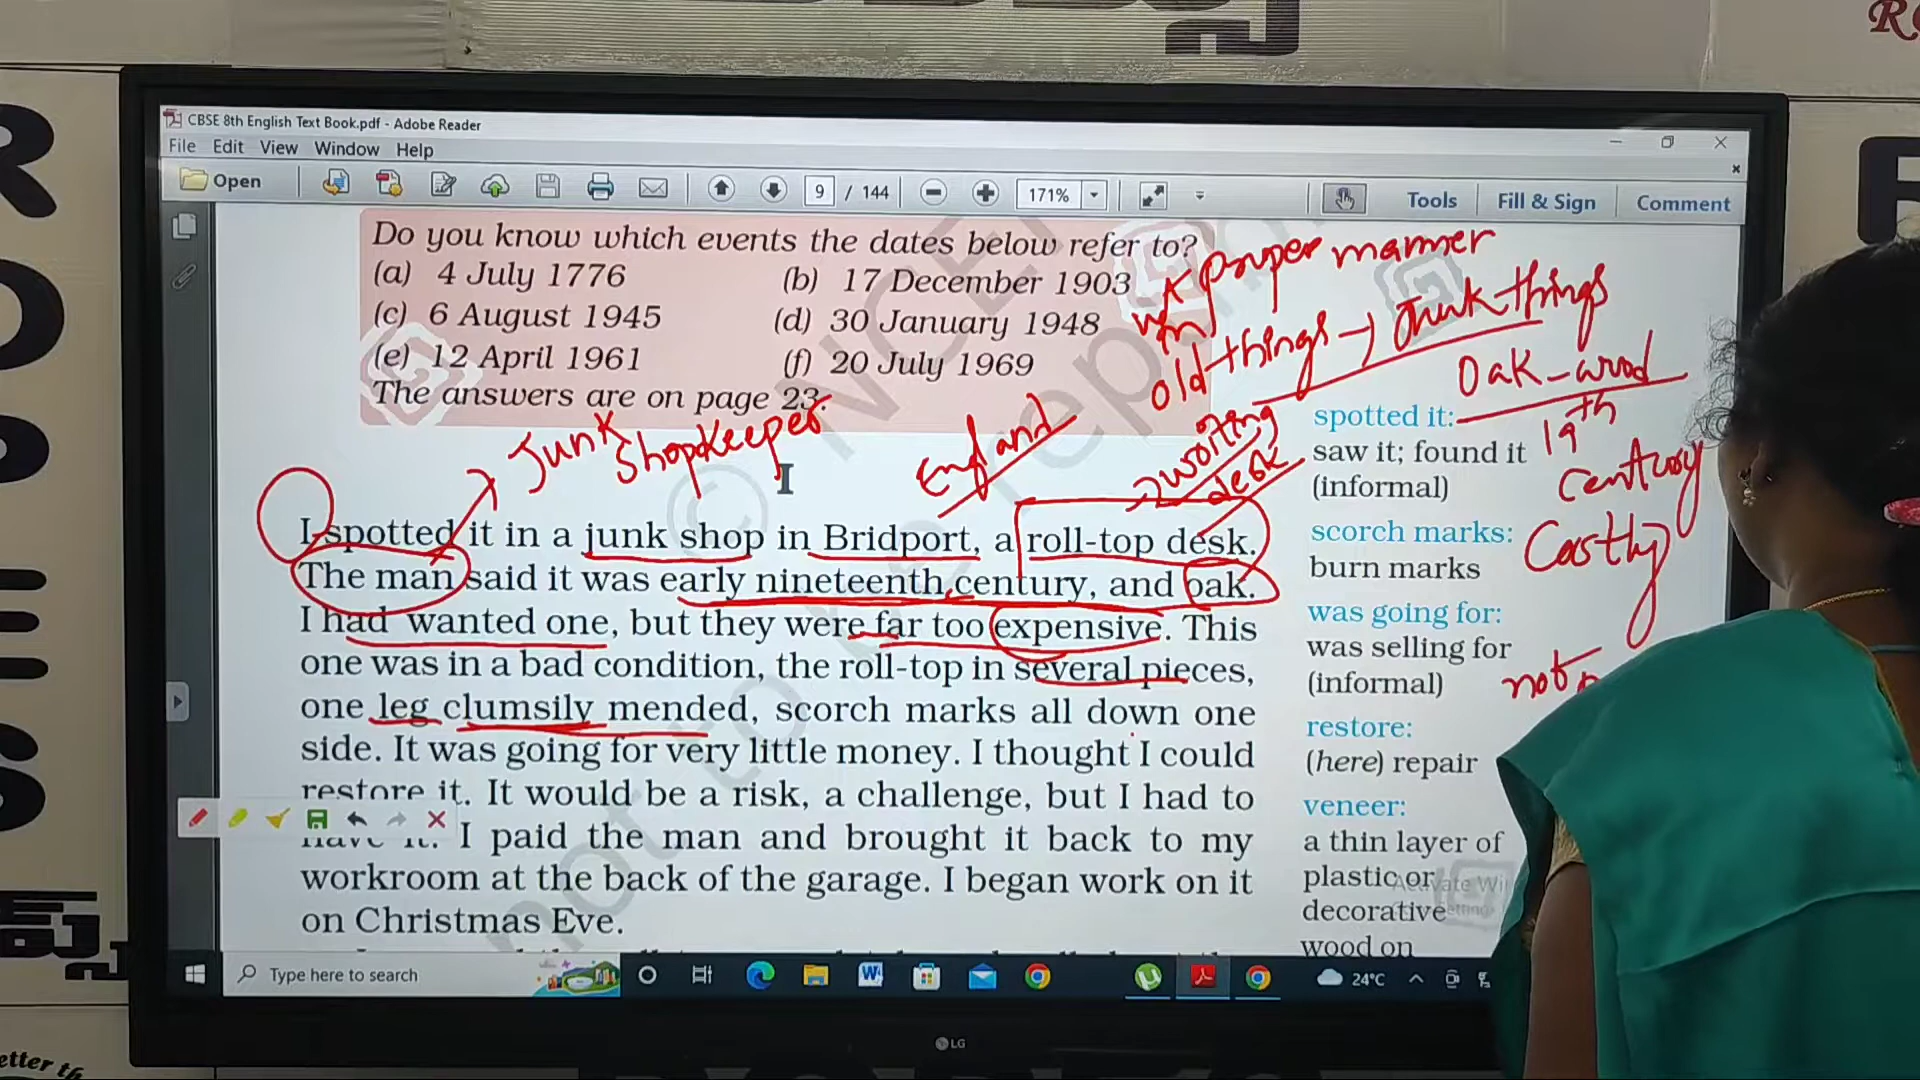 CBSE 8th English Text Book.pdf - Adobe Reader
File Edit View Window Help
Open 9 / 144 171% Tools Fill & Sign Comment
Do you know which events the dates below refer to?
(a) 4 July 1776 (b) 17 December 1903
(c) 6 August 1945 (d) 30 January 1948
(e) 12 April 1961 (f) 20 July 1969
The answers are on page 23.
proper manner
old things → Junk things
Oak-wood
19th
Century
Costly
not
Junk
Shopkeeper
England
writing
desk
I
I spotted it in a junk shop in Bridport, a roll-top desk.
The man said it was early nineteenth century, and oak.
I had wanted one, but they were far too expensive. This
one was in a bad condition, the roll-top in several pieces,
one leg clumsily mended, scorch marks all down one
side. It was going for very little money. I thought I could
restore it. It would be a risk, a challenge, but I had to
have it. I paid the man and brought it back to my
workroom at the back of the garage. I began work on it
on Christmas Eve.
spotted it:
saw it; found it
(informal)
scorch marks:
burn marks
was going for:
was selling for
(informal)
restore:
(here) repair
veneer:
a thin layer of
plastic or
decorative
wood on
Type here to search
24°C
LG
etter th